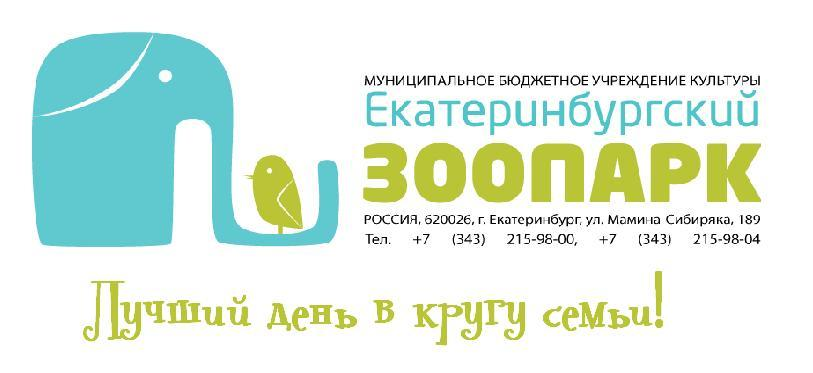 МУНИЦИПАЛЬНОЕ БЮДЖЕТНОЕ УЧРЕЖДЕНИЕ КУЛЬТУРЫ
Екатеринбургский
ЗООПАРК
РОССИЯ, 620026, г. Екатеринбург, ул. Мамина-Сибиряка, 189
Тел. +7 (343) 215-98-00, +7 (343) 215-98-04
Лучший день в кругу семьи!